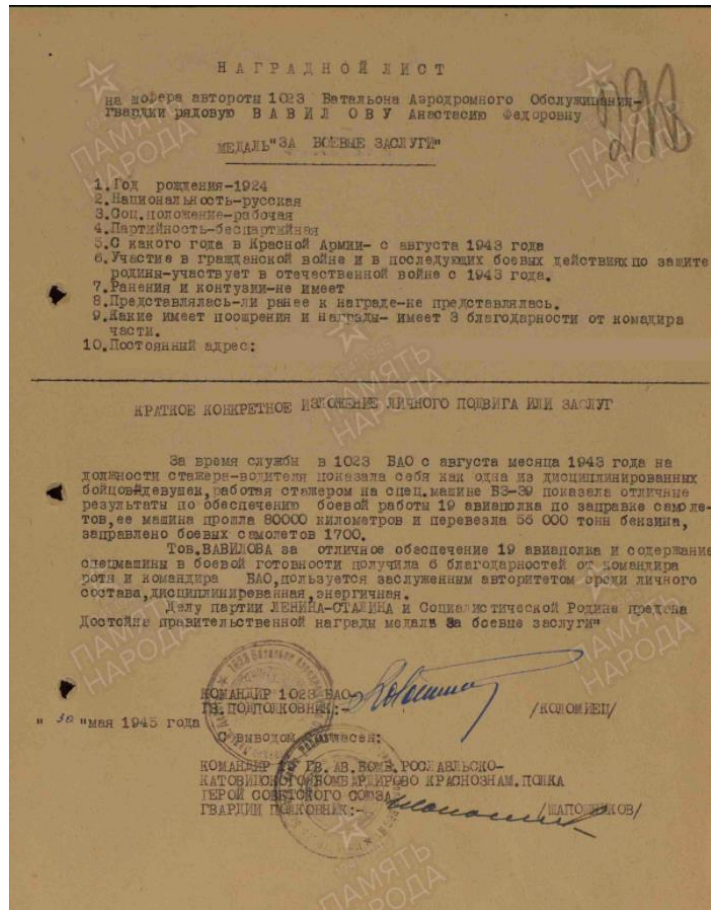 НАГРАДНОЙ ЛИСТ
на шофера автороты 1023 Батальона Аэродромного Обслуживания-
Гвардии рядовую ВАВИЛОВУ Анастасию Федоровну
МЕДАЛЬ "ЗА БОЕВЫЕ ЗАСЛУГИ"
1. Год рождения-1924
2. Национальность-русская
3. Соц.положение-рабочая
4. Партийность-беспартийная
5. С какого года в Красной Армии- с августа 1943 года
6. Участие в гражданской войне и в последующих боевых действиях по защите
родины-участвует в отечественной войне с 1943 года.
7. Ранения и контузии-не имеет
8. Представлялась-ли ранее к награде-не представлялась.
9. Какие имеет поощрения и награды- имеет 3 благодарности от комадира
части.
10. Постоянный адрес:
КРАТКОЕ КОНКРЕТНОЕ ИЗЛОЖЕНИЕ ЛИЧНОГО ПОДВИГА ИЛИ ЗАСЛУГ
За время службы в 1023 БАО с августа месяца 1943 года на
должности стажера-водителя показала себя как одна из дисциплинированных
бойцов девушек, работая стажером на спец.машине БЗ-39 показала отличные
результаты по обеспечению боевой работы 19 авиаполка по заправке самоле-
тов, ее машина прошла 80000 километров и перевезла 56 000 тонн бензина,
заправлено боевых самолетов 1700.
Тов.ВАВИЛОВА за отличное обеспечение 19 авиаполка и содержание
спецмашины в боевой готовности получила 6 благодарностей от командира
роты и командира БАО, пользуется заслуженным авторитетом среди личного
состава, дисциплинированная, энергичная.
Делу партии ЛЕНИНА-СТАЛИНА и Социалистической Родине предана
Достойна правительственной награды медаль За боевые заслуги"
КОМАНДИР 1023 БАО-
ГВ.ПОДПОЛКОВНИК:- /КОЛОМИЕЦ/
" 30 "мая 1945 года
С выводом согласен:
КОМАНДИР ГВ. АВ. БОМБ. РОСЛАВЛЬСКО-
КАТОВИЦКОГО БОМБАРДИРОВО КРАСНОЗНАМ. ПОЛКА
ГЕРОЙ СОВЕТСКОГО СОЮЗА
ГВАРДИИ ПОЛКОВНИК:- /ШАПОШНИКОВ/
ПАМЯТЬ
НАРОДА